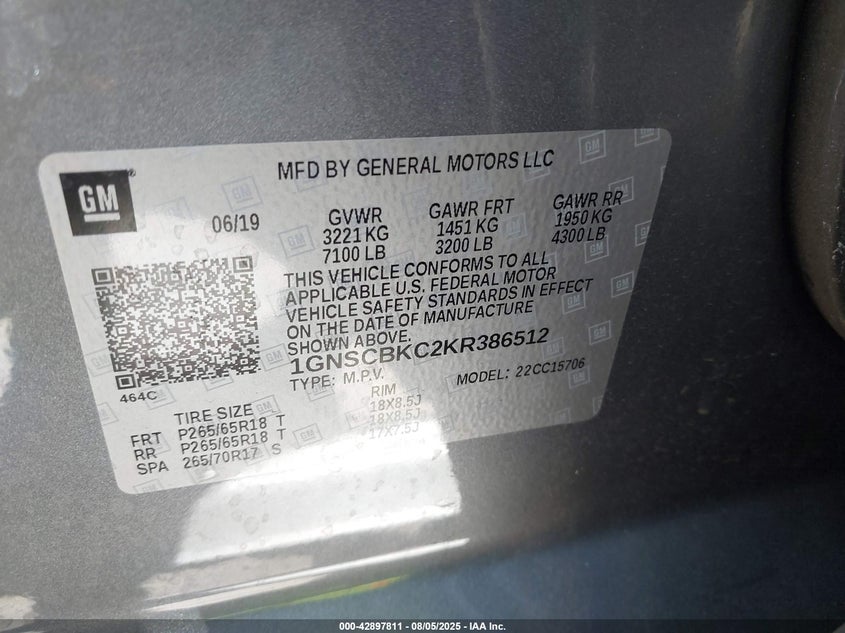 GM
MFD BY GENERAL MOTORS LLC
06/19
GVWR
3221 KG
7100 LB
GAWR FRT
1451 KG
3200 LB
GAWR RR
1950 KG
4300 LB
THIS VEHICLE CONFORMS TO ALL
APPLICABLE U.S. FEDERAL MOTOR
VEHICLE SAFETY STANDARDS IN EFFECT
ON THE DATE OF MANUFACTURE
SHOWN ABOVE.
1GNSCBKC2KR386512
TYPE: M.P.V.
MODEL: 22CC15706
464C
TIRE SIZE
RIM
FRT P265/65R18 T 18X8.5J
RR P265/65R18 T 18X8.5J
SPA 265/70R17 S 17X7.5J
000-42897811 - 08/05/2025 - IAA Inc.